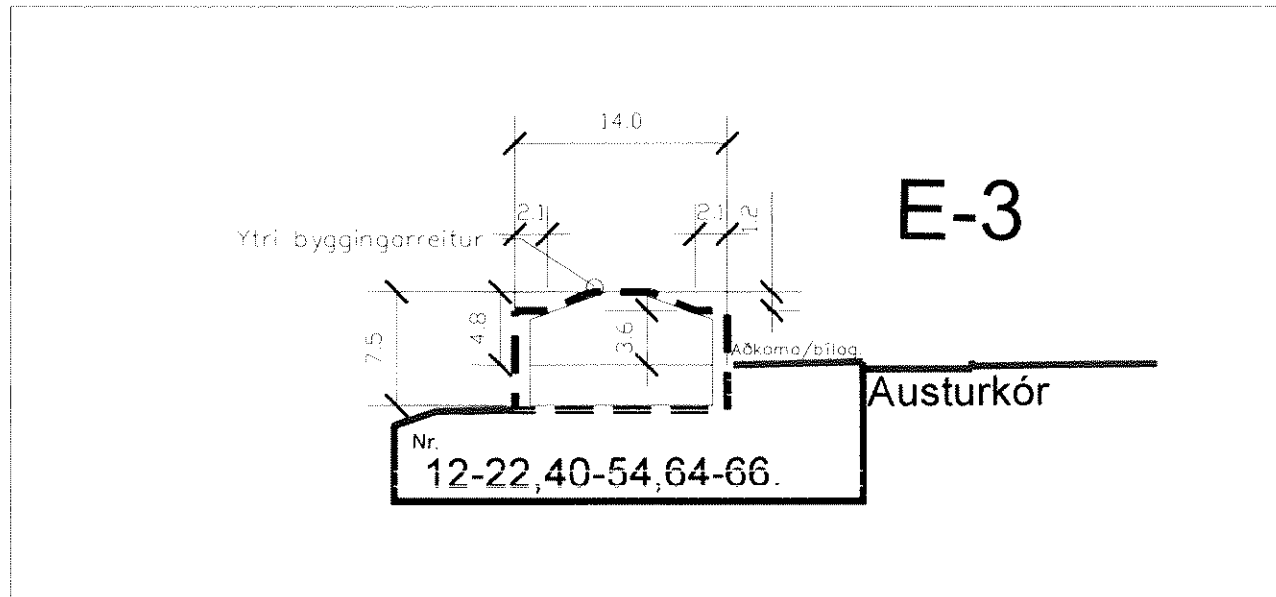 14.0
E-3
2.1
2.1
1.2
Ytri byggingarreitur
4.8
7.5
3.6
Aðkoma/bílag.
Austurkór
Nr.
12-22,40-54,64-66.